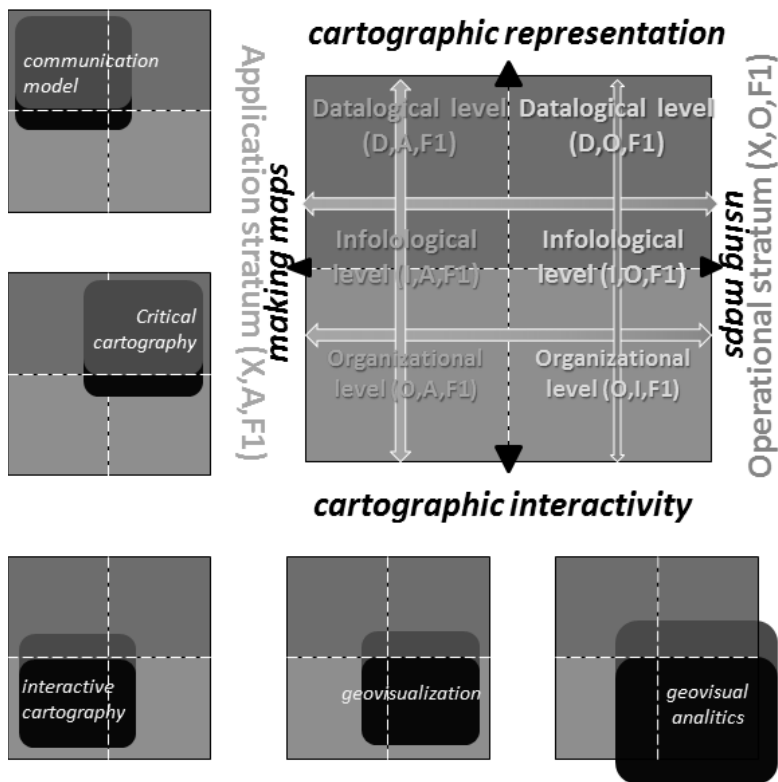 communication
model
cartographic representation
Application stratum (X,A,F1)
making maps
Datalogical level
(D,A,F1)
Datalogical level
(D,O,F1)
Infolological
level (I,A,F1)
Infolological
level (I,O,F1)
Organizational
level (O,A,F1)
Organizational
level (O,I,F1)
using maps
Operational stratum (X,O,F1)
Critical
cartography
cartographic interactivity
interactive
cartography
geovisualization
geovisual
analitics